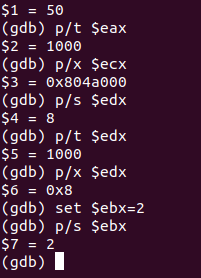 $1 = 50
(gdb) p/t $eax
$2 = 1000
(gdb) p/x $ecx
$3 = 0x804a000
(gdb) p/s $edx
$4 = 8
(gdb) p/t $edx
$5 = 1000
(gdb) p/x $edx
$6 = 0x8
(gdb) set $ebx=2
(gdb) p/s $ebx
$7 = 2
(gdb)